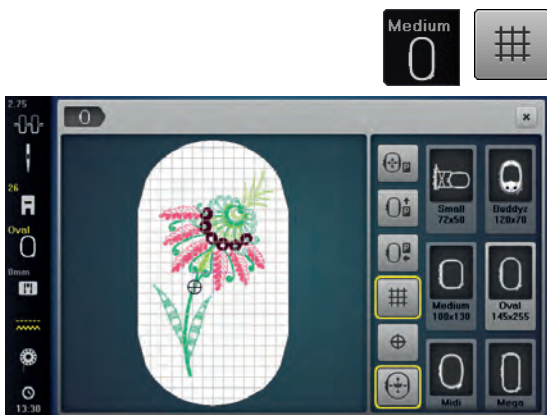 Medium
2.75
26
Oval
0mm
13:30
Small
72x50
Buddyz
120x70
Medium
100x130
Oval
145x255
Midi
Mega